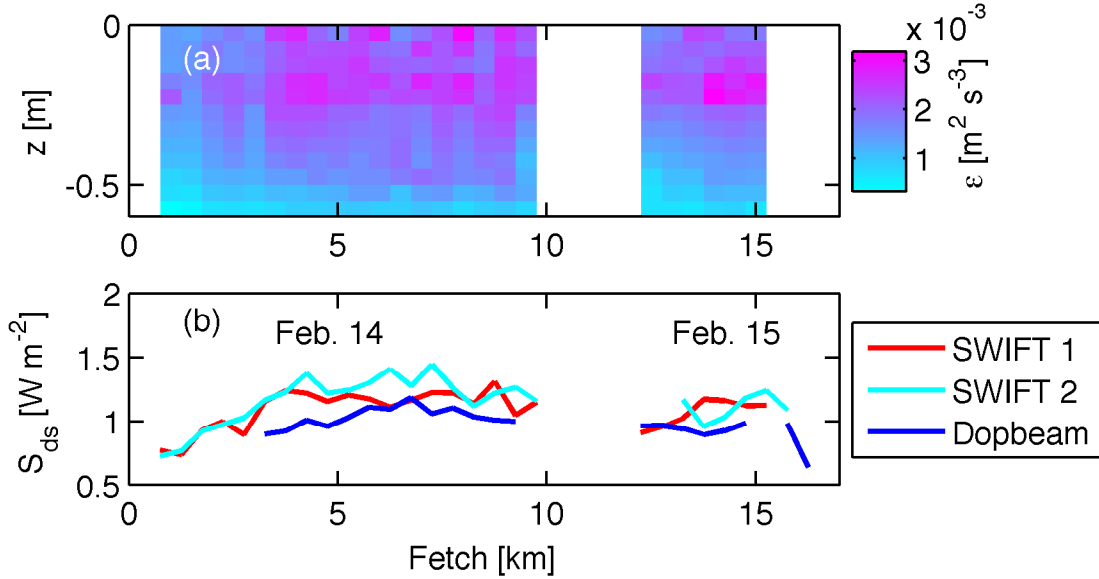 0
-0.5
z [m]
(a)
0
5
10
15
x 10⁻³
3
2
1
ε [m² s⁻³]
2
1.5
1
0.5
S_ds [W m⁻²]
(b)
Feb. 14
Feb. 15
0
5
10
15
Fetch [km]
SWIFT 1
SWIFT 2
Dopbeam